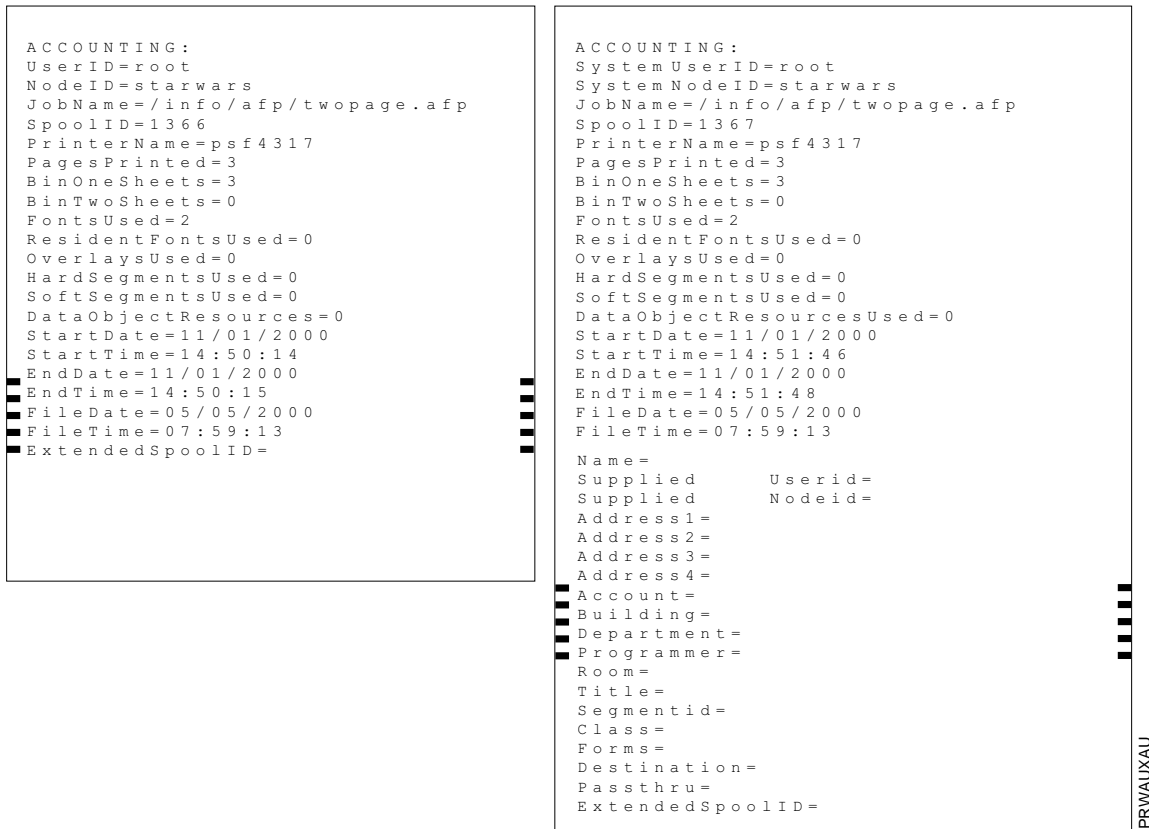 ACCOUNTING:
UserID=root
NodeID=starwars
JobName=/info/afp/twopage.afp
SpoolID=1366
PrinterName=psf4317
PagesPrinted=3
BinOneSheets=3
BinTwoSheets=0
FontsUsed=2
ResidentFontsUsed=0
OverlaysUsed=0
HardSegmentsUsed=0
SoftSegmentsUsed=0
DataObjectResources=0
StartDate=11/01/2000
StartTime=14:50:14
EndDate=11/01/2000
EndTime=14:50:15
FileDate=05/05/2000
FileTime=07:59:13
ExtendedSpoolID=
ACCOUNTING:
SystemUserID=root
SystemNodeID=starwars
JobName=/info/afp/twopage.afp
SpoolID=1367
PrinterName=psf4317
PagesPrinted=3
BinOneSheets=3
BinTwoSheets=0
FontsUsed=2
ResidentFontsUsed=0
OverlaysUsed=0
HardSegmentsUsed=0
SoftSegmentsUsed=0
DataObjectResourcesUsed=0
StartDate=11/01/2000
StartTime=14:51:46
EndDate=11/01/2000
EndTime=14:51:48
FileDate=05/05/2000
FileTime=07:59:13
Name=
Supplied Userid=
Supplied Nodeid=
Address1=
Address2=
Address3=
Address4=
Account=
Building=
Department=
Programmer=
Room=
Title=
Segmentid=
Class=
Forms=
Destination=
Passthru=
ExtendedSpoolID=
PRWAUXAU